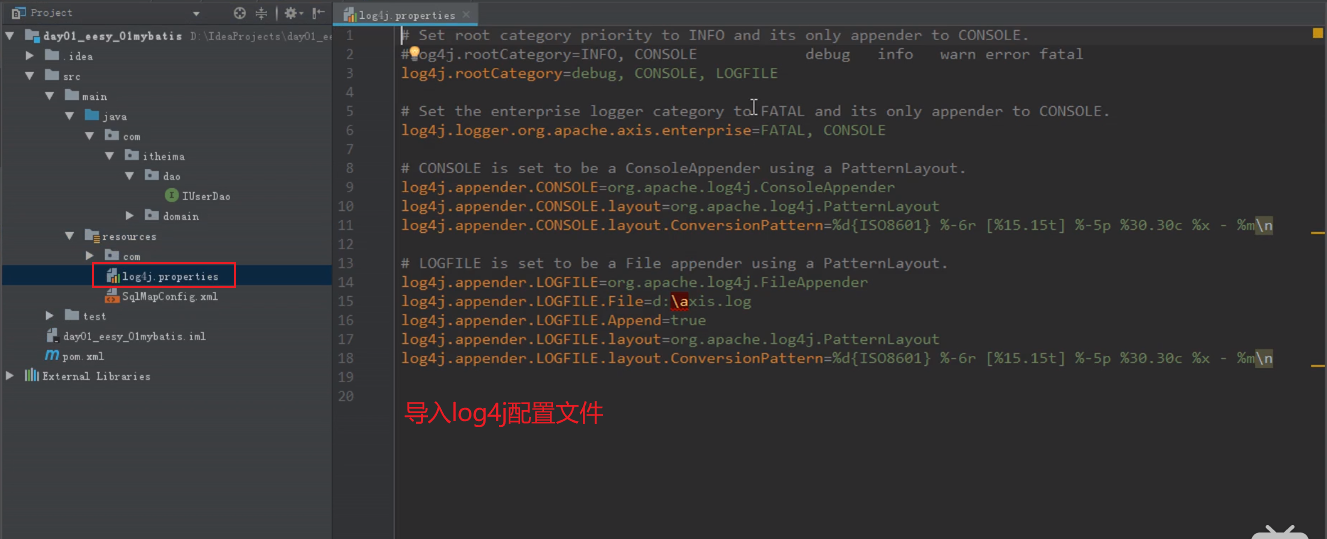 Project
day01_eesy_01mybatis D:\IdeaProjects\day01_ee
.idea
src
main
java
com
itheima
dao
IUserDao
domain
resources
com
log4j.properties
SqlMapConfig.xml
test
day01_eesy_01mybatis.iml
pom.xml
External Libraries
log4j.properties
1 # Set root category priority to INFO and its only appender to CONSOLE.
2 #log4j.rootCategory=INFO, CONSOLE            debug   info   warn error fatal
3 log4j.rootCategory=debug, CONSOLE, LOGFILE
4
5 # Set the enterprise logger category to FATAL and its only appender to CONSOLE.
6 log4j.logger.org.apache.axis.enterprise=FATAL, CONSOLE
7
8 # CONSOLE is set to be a ConsoleAppender using a PatternLayout.
9 log4j.appender.CONSOLE=org.apache.log4j.ConsoleAppender
10 log4j.appender.CONSOLE.layout=org.apache.log4j.PatternLayout
11 log4j.appender.CONSOLE.layout.ConversionPattern=%d{ISO8601} %-6r [%15.15t] %-5p %30.30c %x - %m\n
12
13 # LOGFILE is set to be a File appender using a PatternLayout.
14 log4j.appender.LOGFILE=org.apache.log4j.FileAppender
15 log4j.appender.LOGFILE.File=d:\axis.log
16 log4j.appender.LOGFILE.Append=true
17 log4j.appender.LOGFILE.layout=org.apache.log4j.PatternLayout
18 log4j.appender.LOGFILE.layout.ConversionPattern=%d{ISO8601} %-6r [%15.15t] %-5p %30.30c %x - %m\n
19
20
导入log4j配置文件